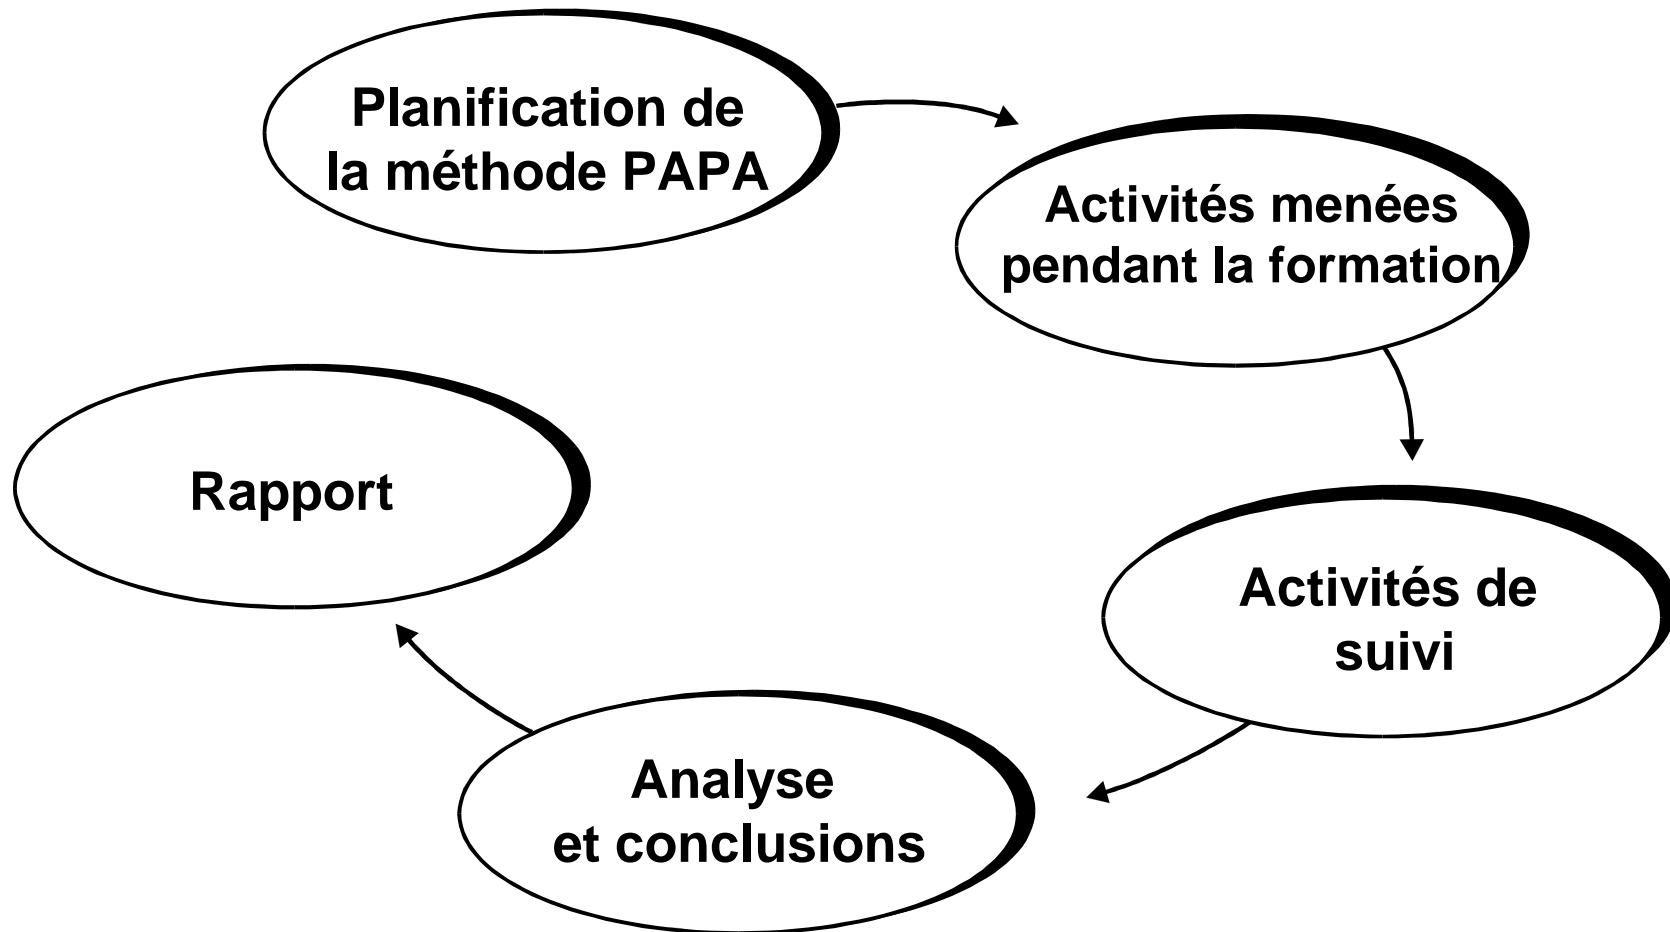 Planification de
la méthode PAPA
Activités menées
pendant la formation
Activités de
suivi
Analyse
et conclusions
Rapport